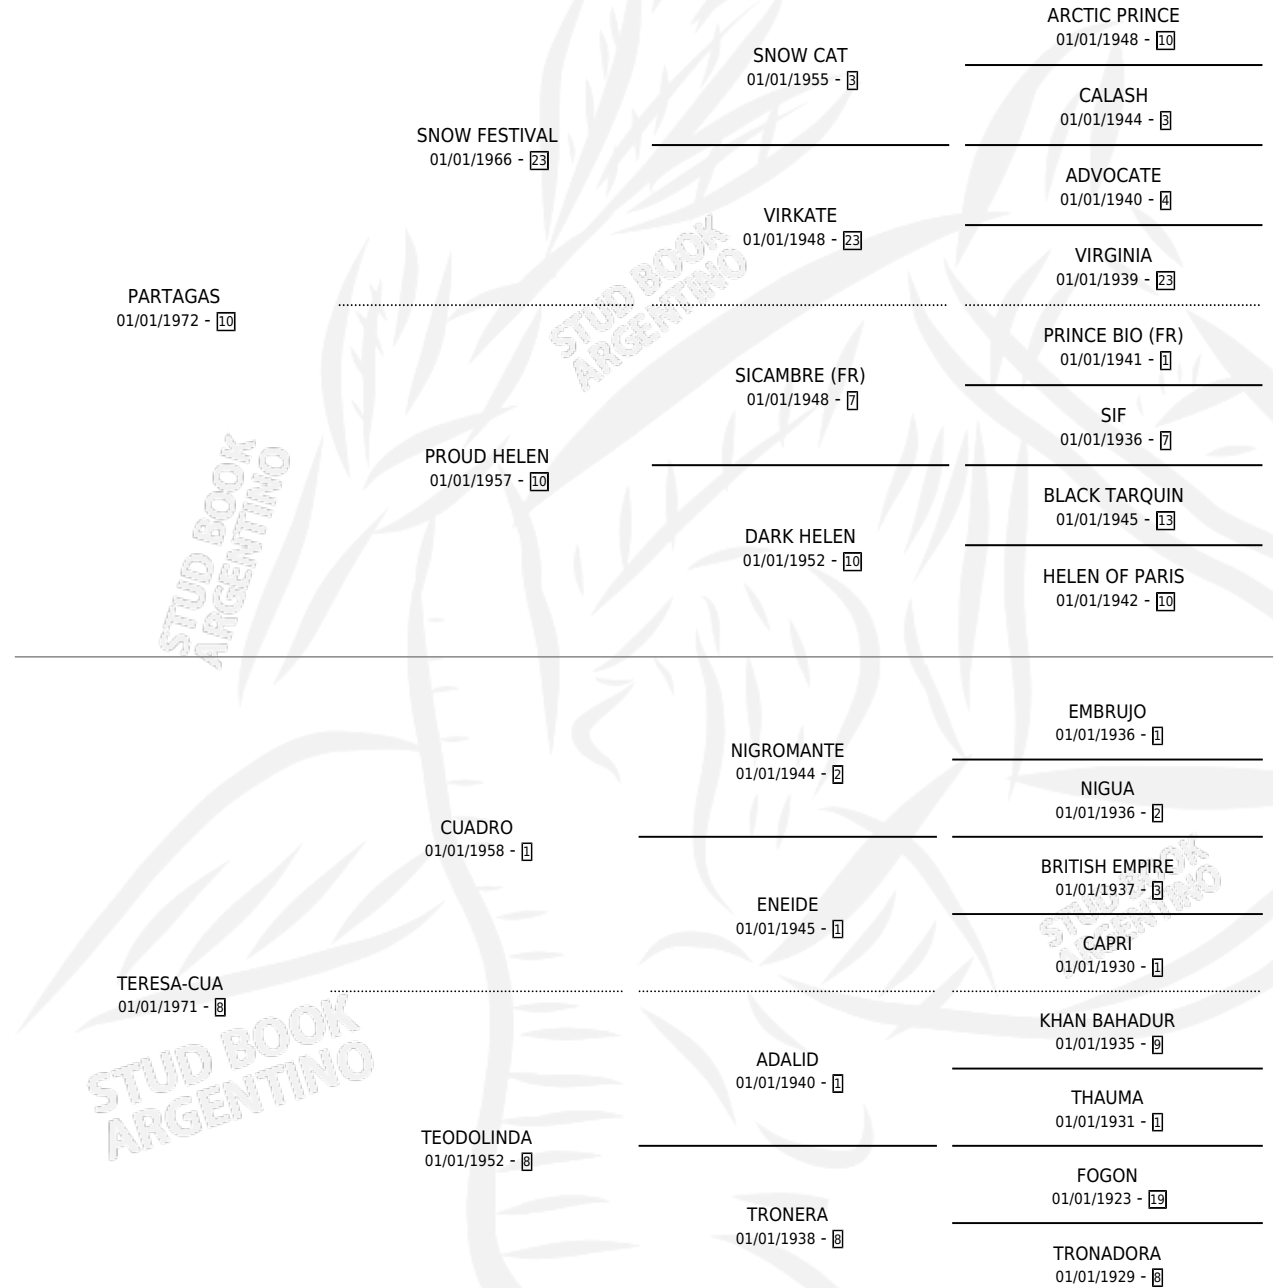 ARCTIC PRINCE
01/01/1948 - 10
SNOW CAT
01/01/1955 - 3
CALASH
01/01/1944 - 3
SNOW FESTIVAL
01/01/1966 - 23
ADVOCATE
01/01/1940 - 4
VIRKATE
01/01/1948 - 23
VIRGINIA
01/01/1939 - 23
PARTAGAS
01/01/1972 - 10
PRINCE BIO (FR)
01/01/1941 - 1
SICAMBRE (FR)
01/01/1948 - 7
SIF
01/01/1936 - 7
PROUD HELEN
01/01/1957 - 10
BLACK TARQUIN
01/01/1945 - 13
DARK HELEN
01/01/1952 - 10
HELEN OF PARIS
01/01/1942 - 10
STUD BOOK
ARGENTINO
STUD BOOK
ARGENTINO
EMBRUJO
01/01/1936 - 1
NIGROMANTE
01/01/1944 - 2
NIGUA
01/01/1936 - 2
CUADRO
01/01/1958 - 1
BRITISH EMPIRE
01/01/1937 - 3
ENEIDE
01/01/1945 - 1
CAPRI
01/01/1930 - 1
TERESA-CUA
01/01/1971 - 8
KHAN BAHADUR
01/01/1935 - 9
ADALID
01/01/1940 - 1
THAUMA
01/01/1931 - 1
TEODOLINDA
01/01/1952 - 8
FOGON
01/01/1923 - 19
TRONERA
01/01/1938 - 8
TRONADORA
01/01/1929 - 8
STUD BOOK
ARGENTINO
STUD BOOK
ARGENTINO